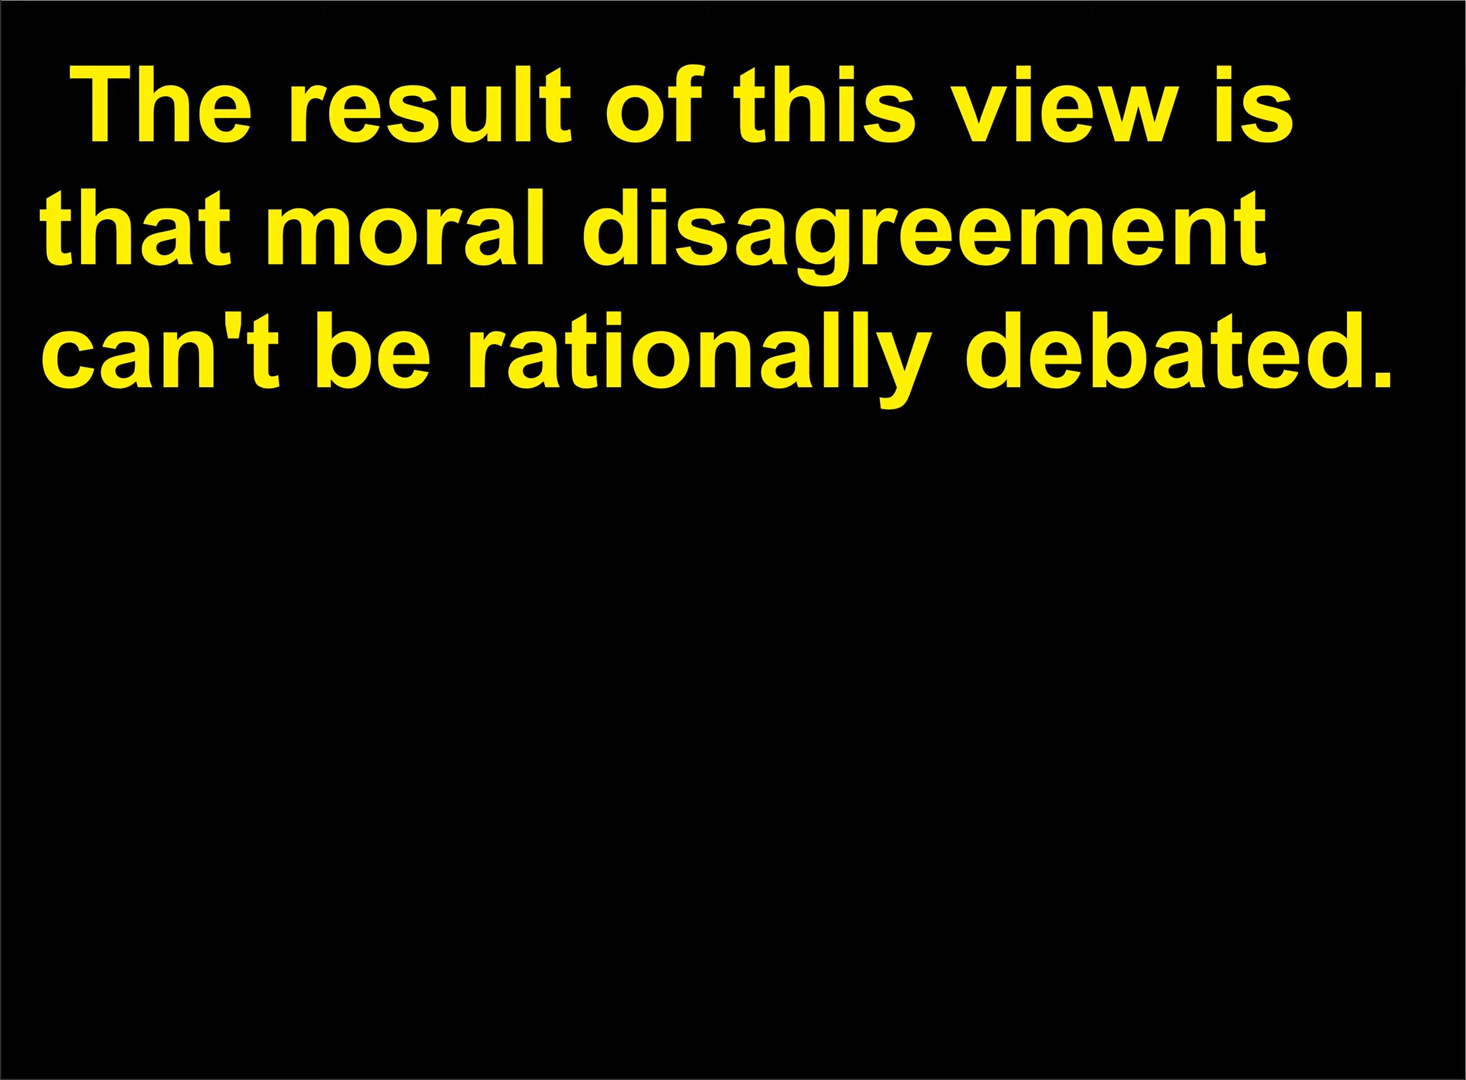 The result of this view is
that moral disagreement
can't be rationally debated.